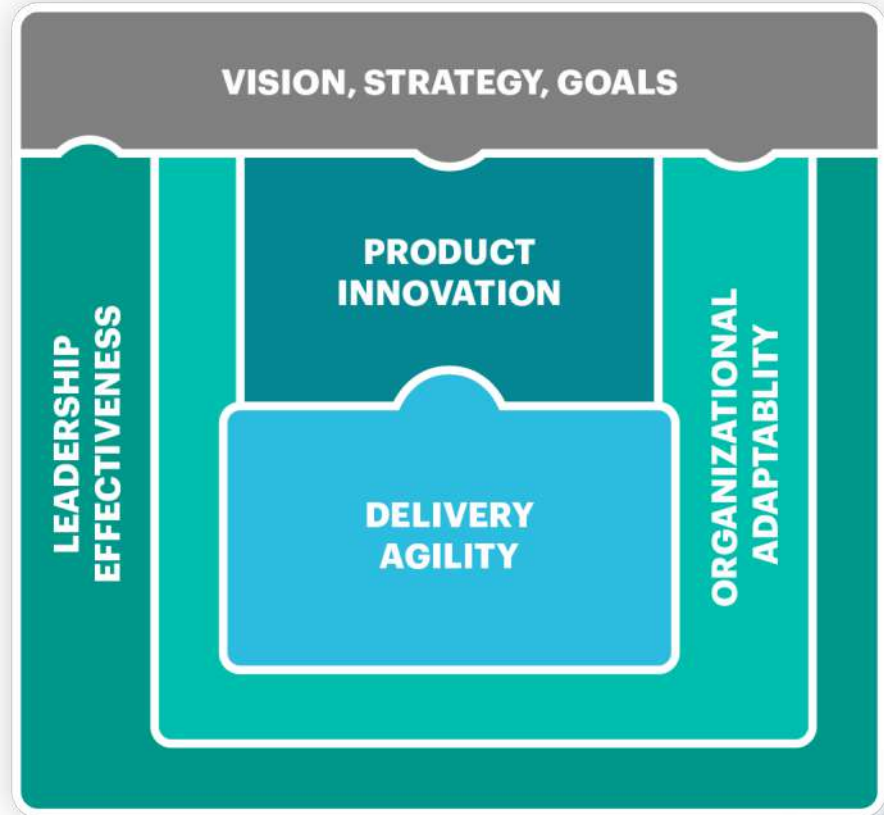 VISION, STRATEGY, GOALS
PRODUCT
INNOVATION
LEADERSHIP
EFFECTIVENESS
ORGANIZATIONAL
ADAPTABLITY
DELIVERY
AGILITY